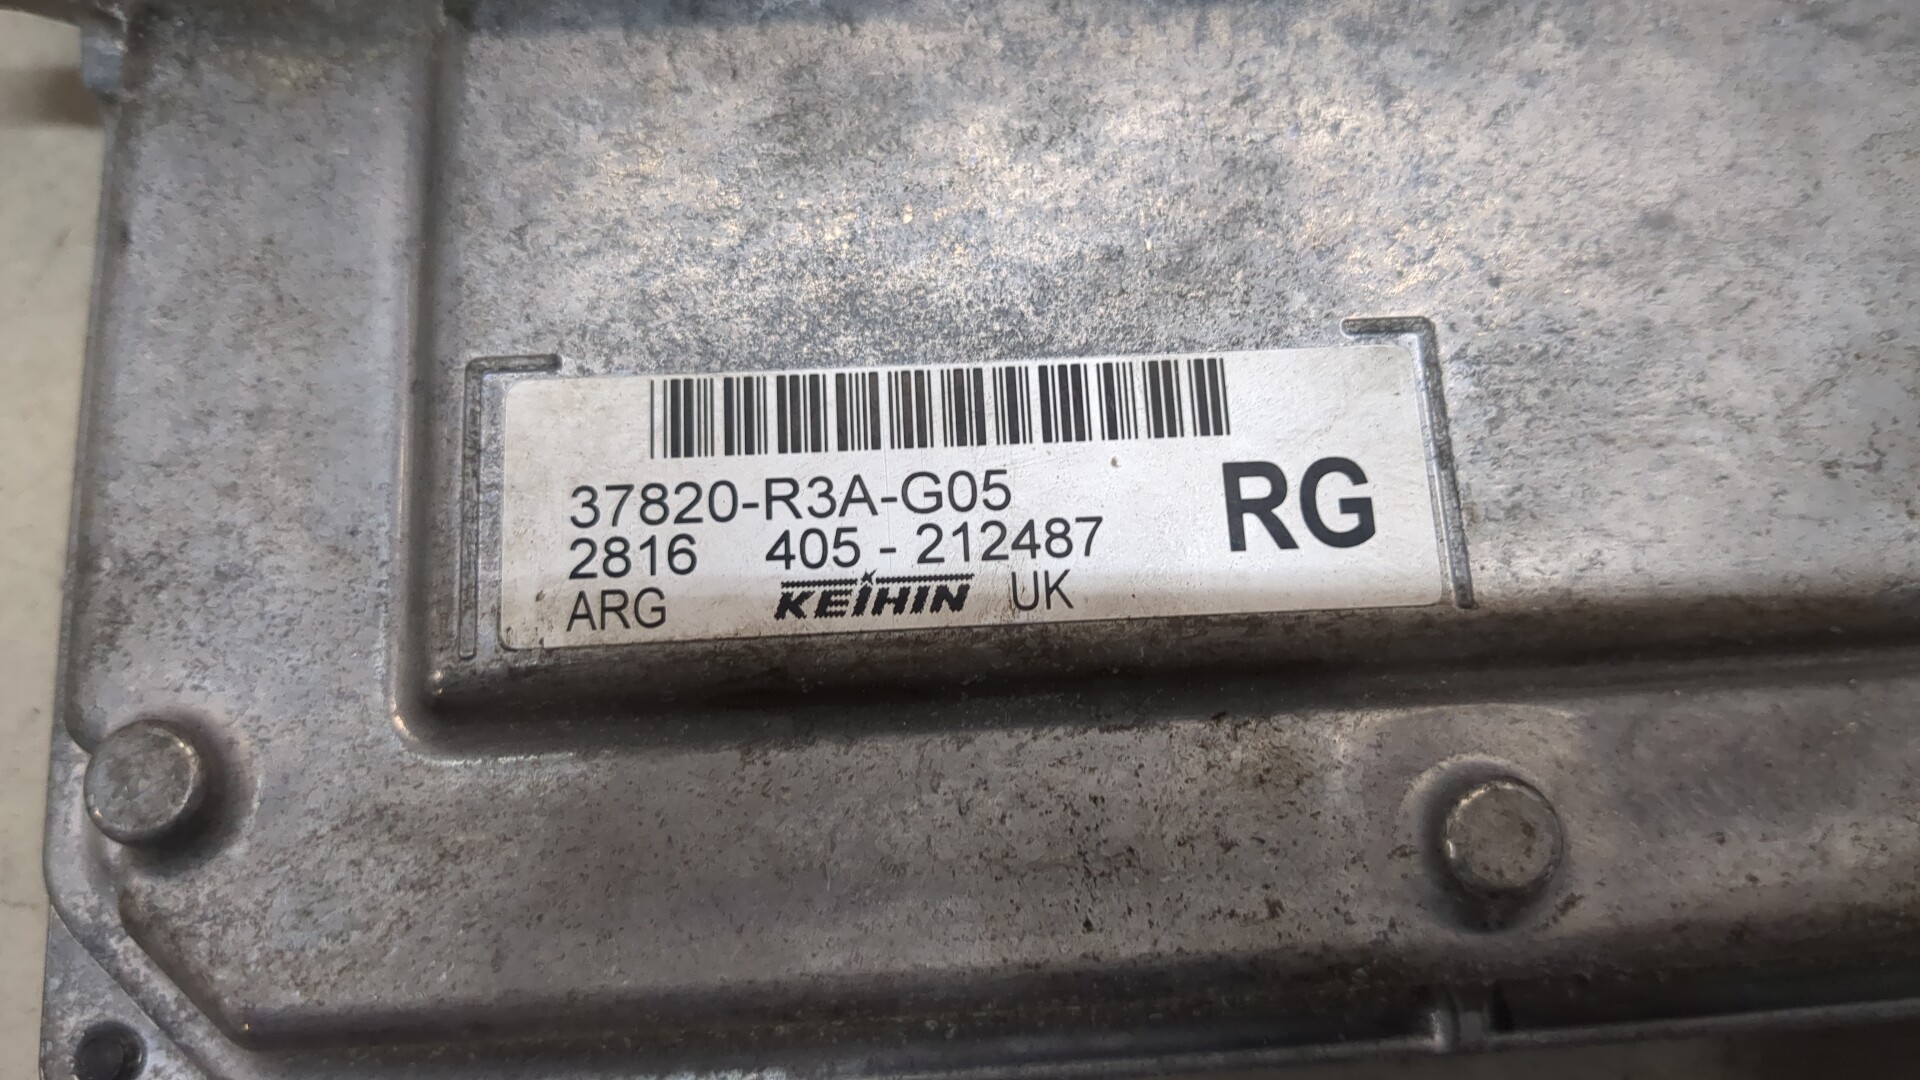 37820-R3A-G05
RG
2816 405 - 212487
ARG KEIHIN UK